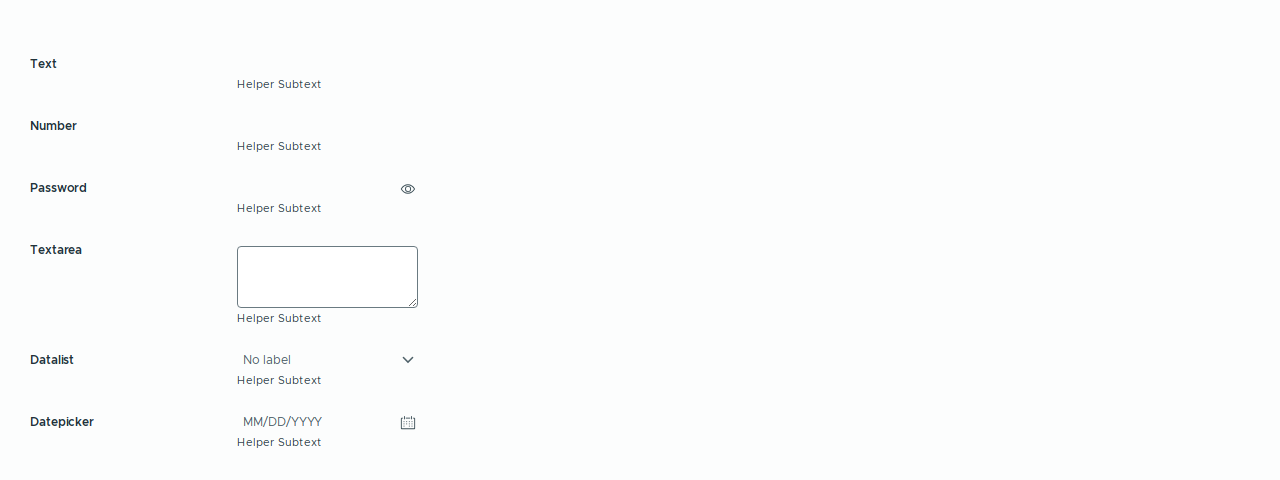 Text
Helper Subtext
Number
Helper Subtext
Password
Helper Subtext
Textarea
Helper Subtext
Datalist
No label
Helper Subtext
Datepicker
MM/DD/YYYY
Helper Subtext